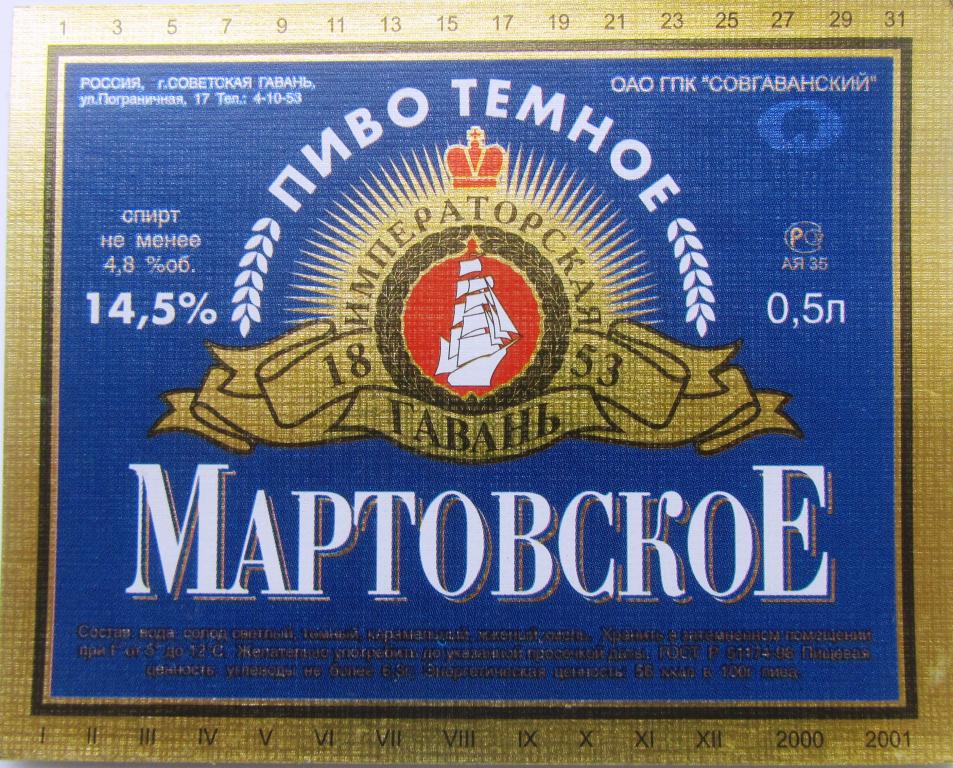 1 3 5 7 9 11 13 15 17 19 21 23 25 27 29 31
РОССИЯ, г.СОВЕТСКАЯ ГАВАНЬ,
ул.Пограничная, 17 Тел.: 4-10-53
ОАО ГПК "СОВГАВАНСКИЙ"
ПИВО ТЕМНОЕ
спирт
не менее
4,8 %об.
14,5%
ИМПЕРАТОРСКАЯ
18 53
ГАВАНЬ
РС
АЯ 35
0,5л
МАРТОВСКОЕ
Состав: вода, солод светлый, темный, карамельный, жженый, хмель. Хранить в затемненном помещении
при t° от 5° до 12°С. Желательно употребить до указанной просечкой даты. ГОСТ Р 51174-98 Пищевая
ценность: углеводы не более 6,3г; Энергетическая ценность: 56 ккал в 100г пива.
I II III IV V VI VII VIII IX X XI XII 2000 2001